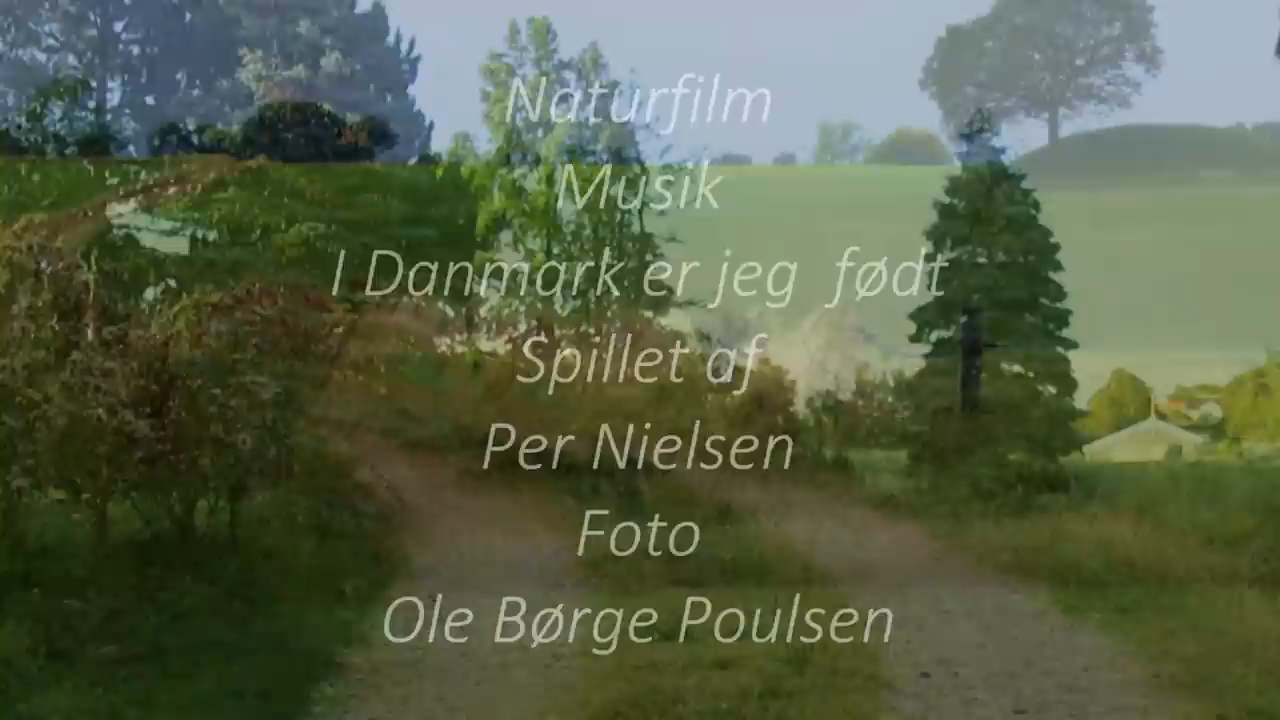 Naturfilm
Musik
I Danmark er jeg  født
Spillet af
Per Nielsen
Foto
Ole Børge Poulsen